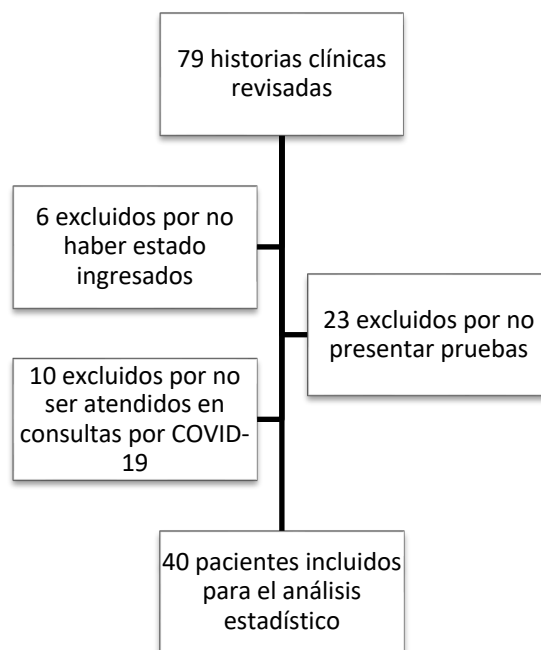 79 historias clínicas
revisadas
6 excluidos por no
haber estado
ingresados
23 excluidos por no
presentar pruebas
10 excluidos por no
ser atendidos en
consultas por COVID-
19
40 pacientes incluidos
para el análisis
estadístico